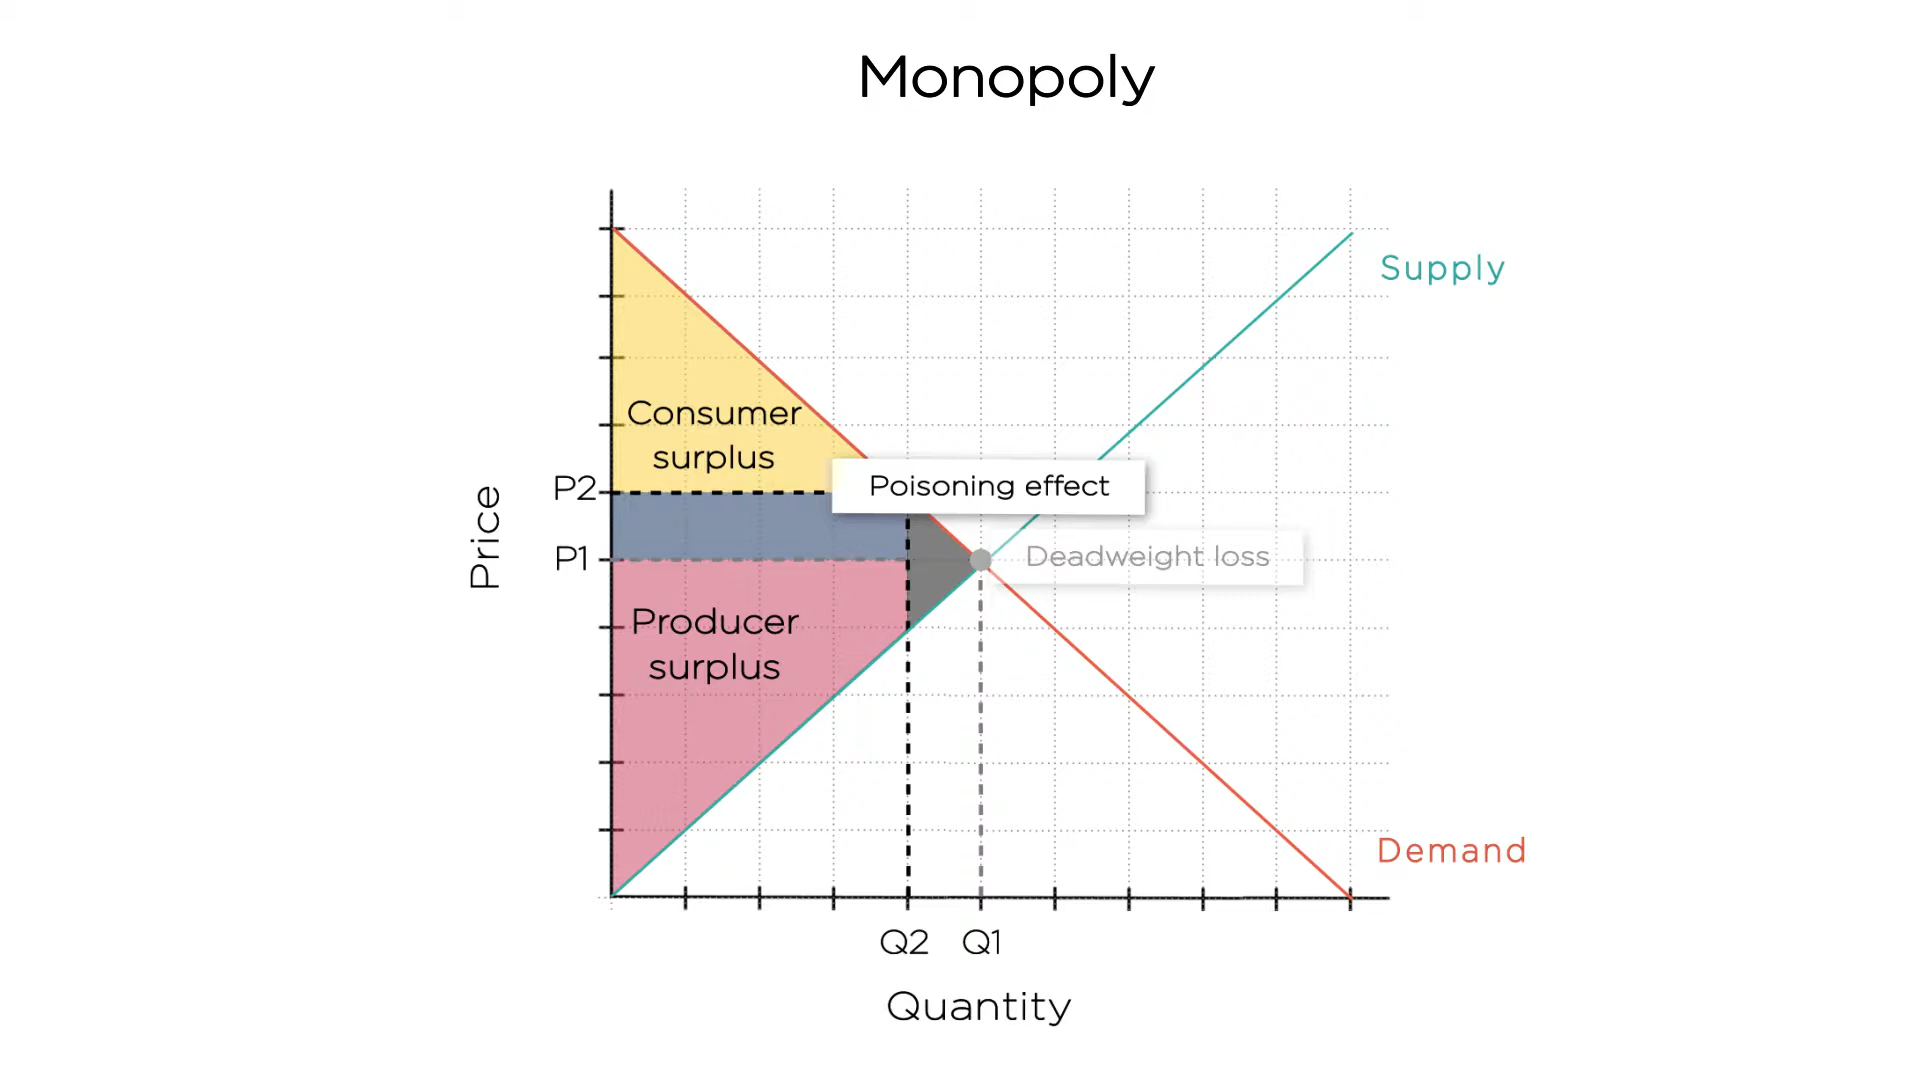 Monopoly
Supply
Consumer
surplus
P2
Poisoning effect
Price
P1
Deadweight loss
Producer
surplus
Demand
Q2
Q1
Quantity